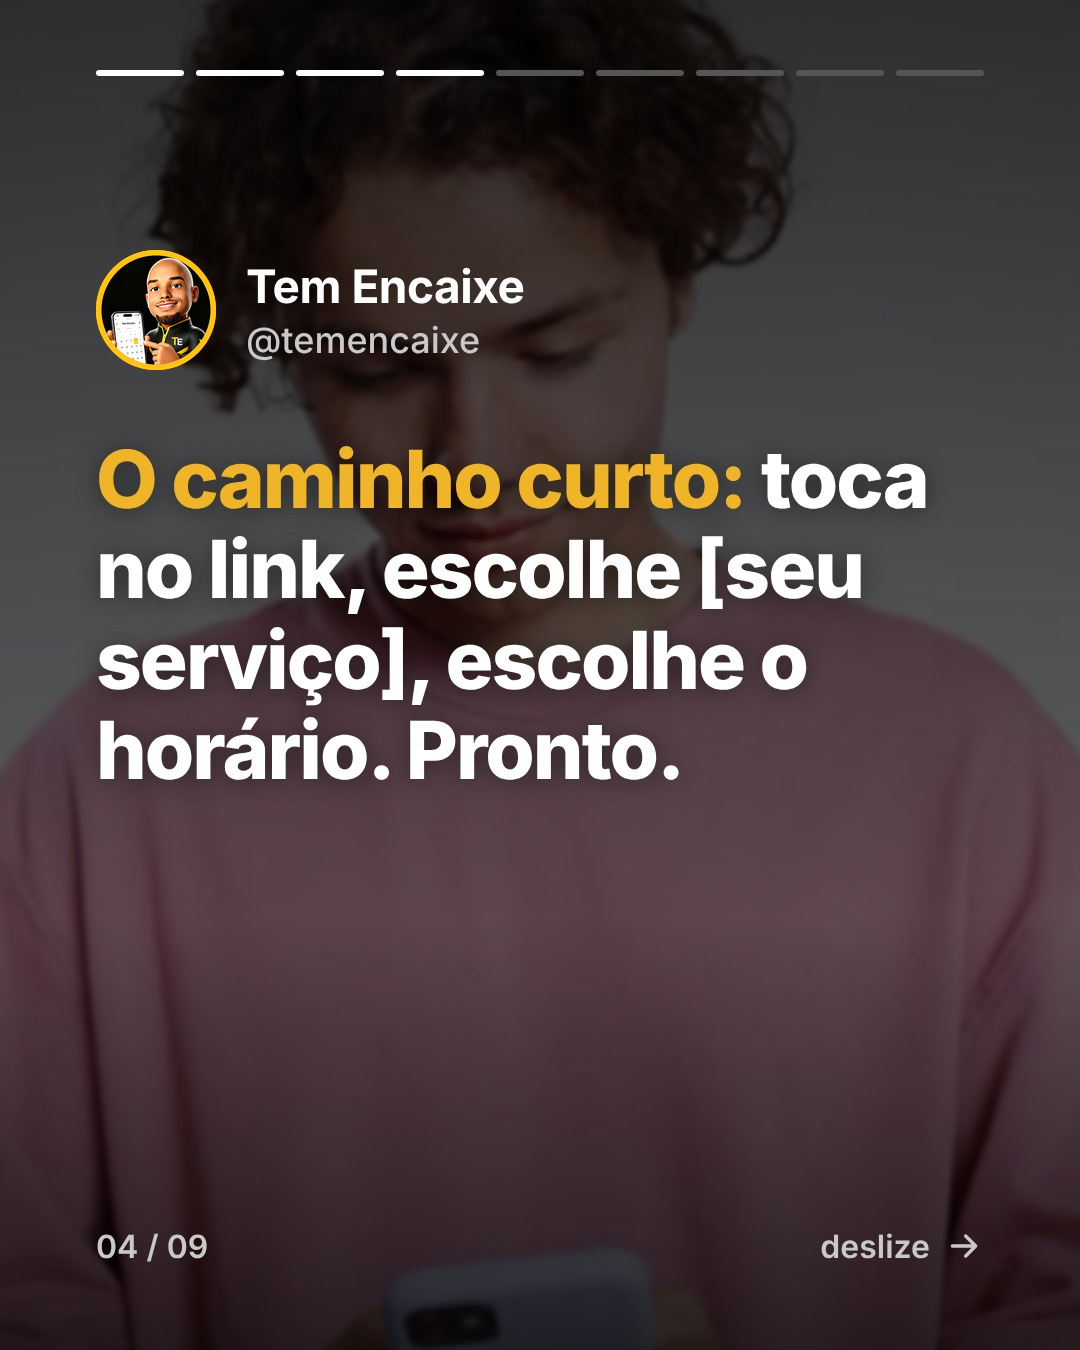 Tem Encaixe
@temencaixe
O caminho curto: toca
no link, escolhe [seu
serviço], escolhe o
horário. Pronto.
04 / 09
deslize →